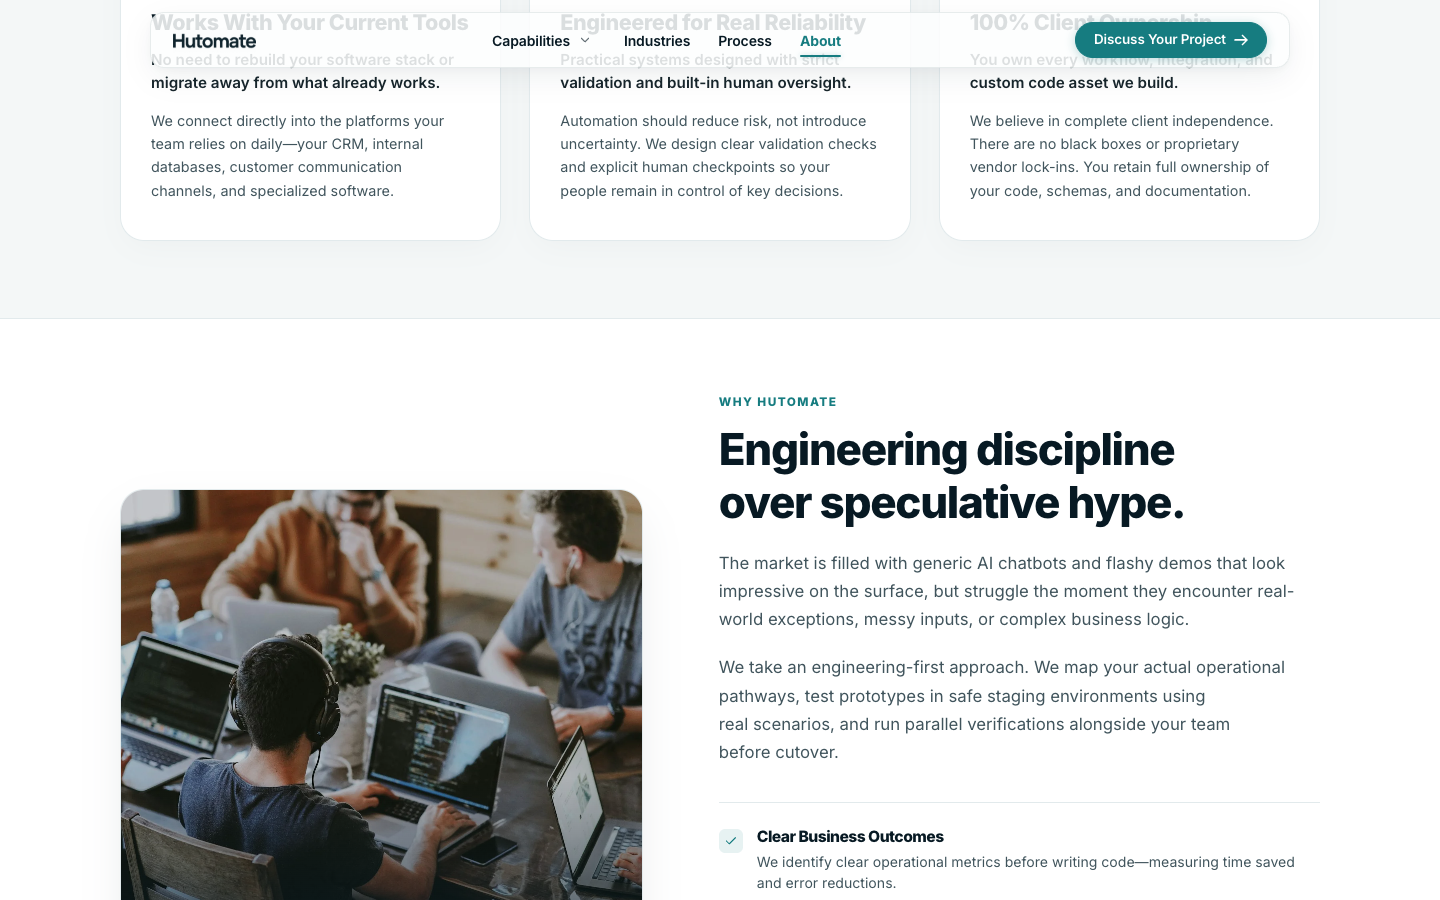 Hutomate
Capabilities
Industries
Process
About
Discuss Your Project
Works With Your Current Tools
No need to rebuild your software stack or
migrate away from what already works.
We connect directly into the platforms your
team relies on daily—your CRM, internal
databases, customer communication
channels, and specialized software.
Engineered for Real Reliability
Practical systems designed with strict
validation and built-in human oversight.
Automation should reduce risk, not introduce
uncertainty. We design clear validation checks
and explicit human checkpoints so your
people remain in control of key decisions.
100% Client Ownership
You own every workflow, integration, and
custom code asset we build.
We believe in complete client independence.
There are no black boxes or proprietary
vendor lock-ins. You retain full ownership of
your code, schemas, and documentation.
WHY HUTOMATE
Engineering discipline
over speculative hype.
The market is filled with generic AI chatbots and flashy demos that look
impressive on the surface, but struggle the moment they encounter real-
world exceptions, messy inputs, or complex business logic.
We take an engineering-first approach. We map your actual operational
pathways, test prototypes in safe staging environments using
real scenarios, and run parallel verifications alongside your team
before cutover.
Clear Business Outcomes
We identify clear operational metrics before writing code—measuring time saved
and error reductions.